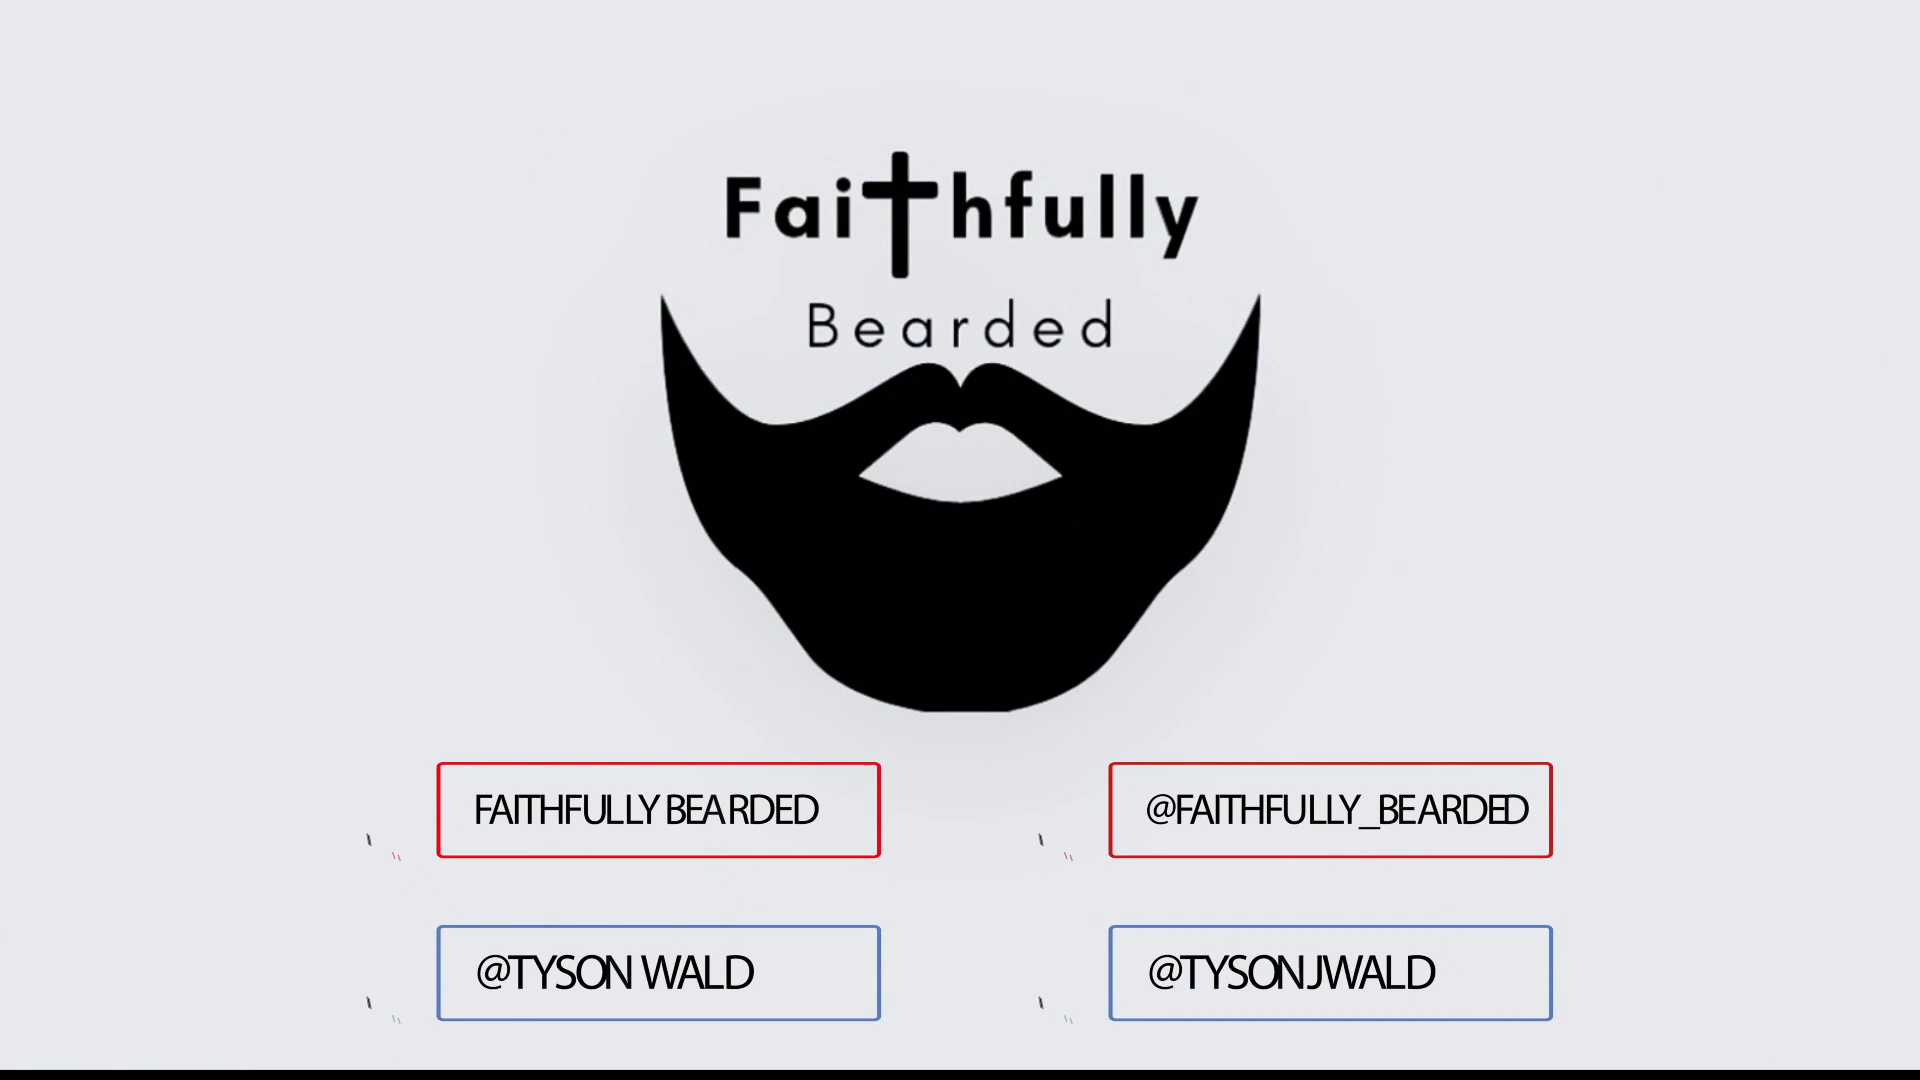 Faithfully
Bearded
FAITHFULLY BEARDED
@FAITHFULLY_BEARDED
@TYSON WALD
@TYSONJWALD